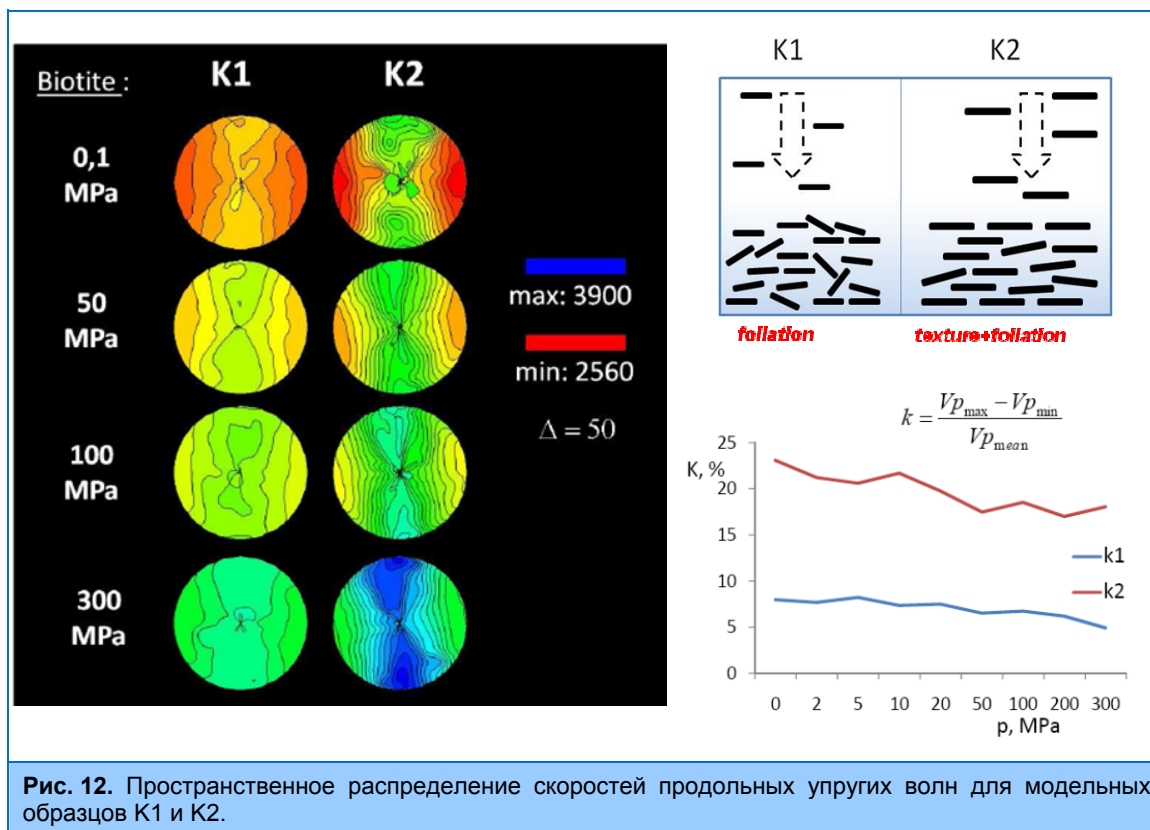 Biotite :
K1
K2
0,1
MPa
50
MPa
100
MPa
300
MPa
max: 3900
min: 2560
Δ = 50
K1
K2
foliation
texture+foliation
k = (Vp_max − Vp_min) / Vp_mean
K, %
25
20
15
10
5
0
k1
k2
0 2 5 10 20 50 100 200 300
p, MPa
Рис. 12. Пространственное распределение скоростей продольных упругих волн для модельных
образцов K1 и K2.